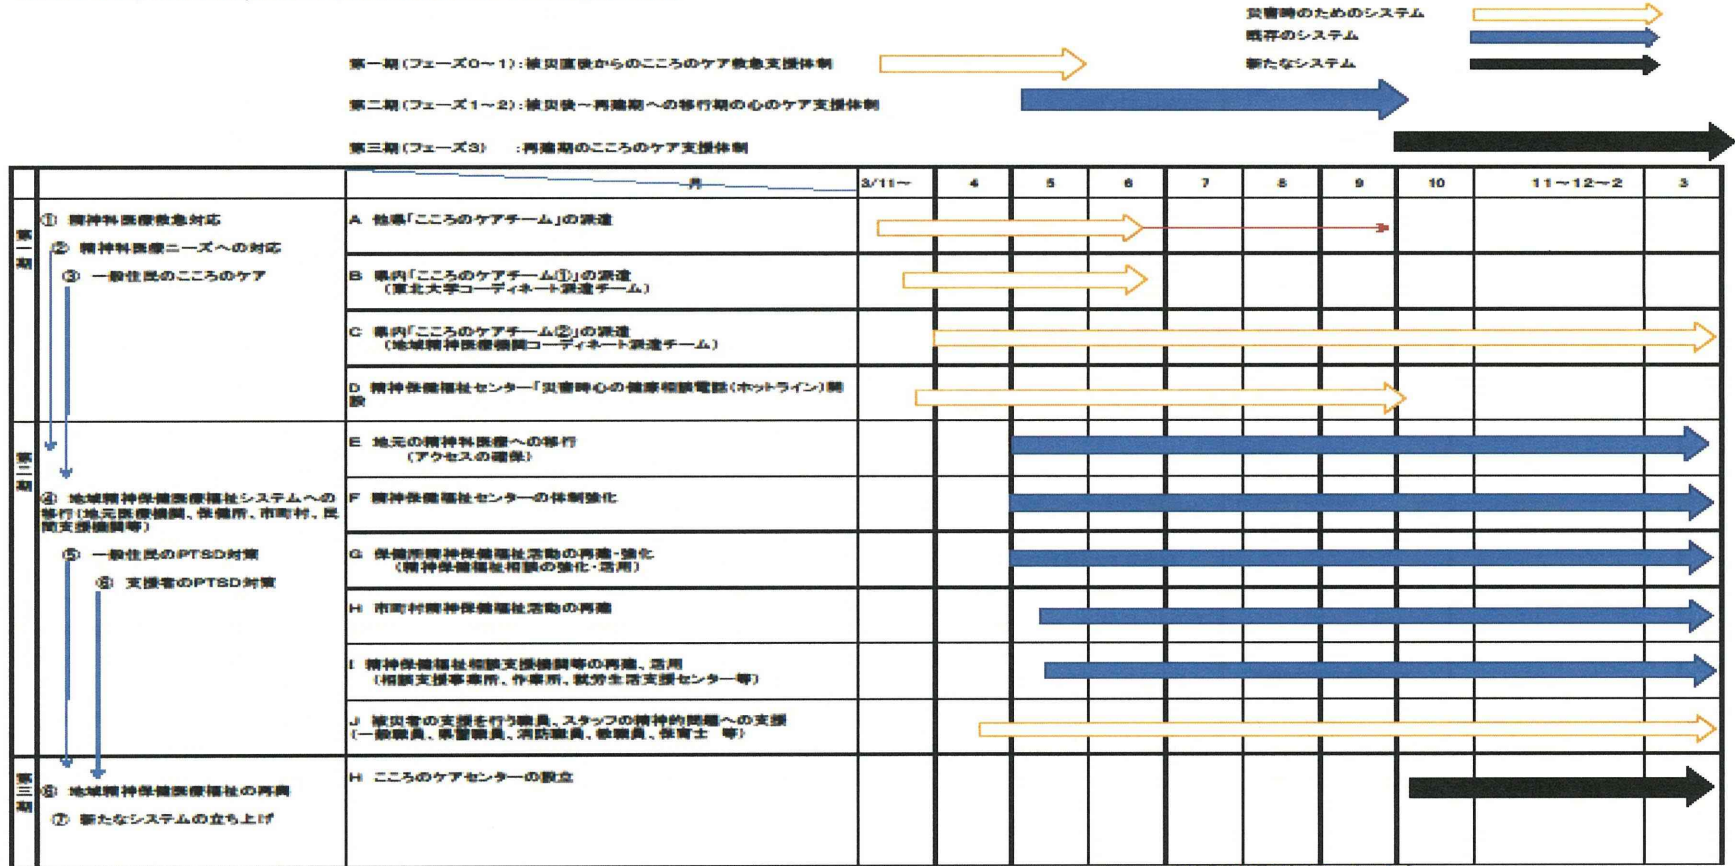 災害時のためのシステム
既存のシステム
新たなシステム
第一期(フェーズ0～1):被災直後からのこころのケア救急支援体制
第二期(フェーズ1～2):被災後～再建期への移行期の心のケア支援体制
第三期(フェーズ3) :再建期のこころのケア支援体制
月
3/11～ 4 5 6 7 8 9 10 11～12～2 3
第一期
① 精神科医療救急対応
② 精神科医療ニーズへの対応
③ 一般住民のこころのケア
A 他県「こころのケアチーム」の派遣
B 県内「こころのケアチーム①」の派遣
(東北大学コーディネート派遣チーム)
C 県内「こころのケアチーム②」の派遣
(地域精神医療機関コーディネート派遣チーム)
D 精神保健福祉センター「災害時心の健康相談電話(ホットライン)開
設
第二期
④ 地域精神保健医療福祉システムへの
移行(地元医療機関、保健所、市町村、民
間支援機関等)
⑤ 一般住民のPTSD対策
⑥ 支援者のPTSD対策
E 地元の精神科医療への移行
(アクセスの確保)
F 精神保健福祉センターの体制強化
G 保健所精神保健福祉活動の再建・強化
(精神保健福祉相談の強化・活用)
H 市町村精神保健福祉活動の再建
I 精神保健福祉相談支援機関等の再建、活用
(相談支援事業所、作業所、就労生活支援センター等)
J 被災者の支援を行う職員、スタッフの精神的問題への支援
(一般職員、県警職員、消防職員、教職員、保育士 等)
第三期
⑥ 地域精神保健医療福祉の再興
⑦ 新たなシステムの立ち上げ
H こころのケアセンターの設立